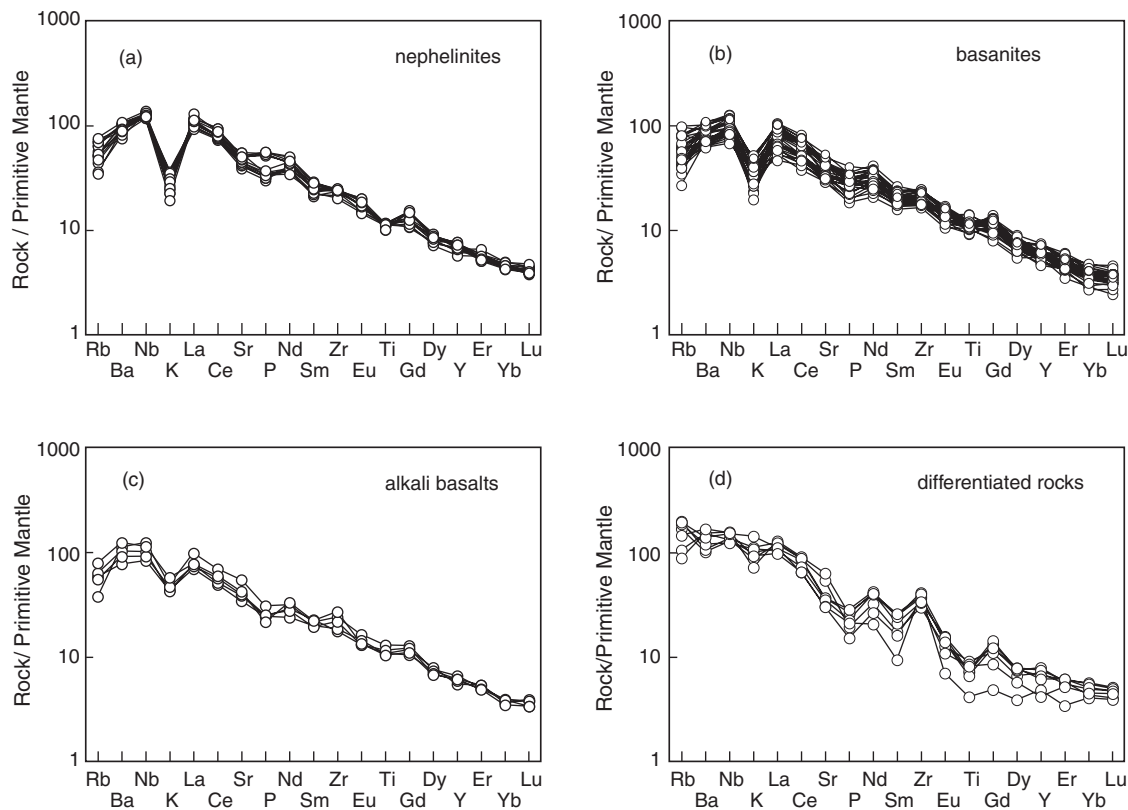 (a)
nephelinites
Rock / Primitive Mantle
1000
100
10
1
Rb Nb La Sr Nd Zr Ti Dy Er Lu
Ba K Ce P Sm Eu Gd Y Yb
(b)
basanites
Rock/ Primitive Mantle
1000
100
10
1
Rb Nb La Sr Nd Zr Ti Dy Er Lu
Ba K Ce P Sm Eu Gd Y Yb
(c)
alkali basalts
Rock/ Primitive Mantle
1000
100
10
1
Rb Nb La Sr Nd Zr Ti Dy Er Lu
Ba K Ce P Sm Eu Gd Y Yb
(d)
differentiated rocks
Rock/Primitive Mantle
1000
100
10
1
Rb Nb La Sr Nd Zr Ti Dy Er Lu
Ba K Ce P Sm Eu Gd Y Yb